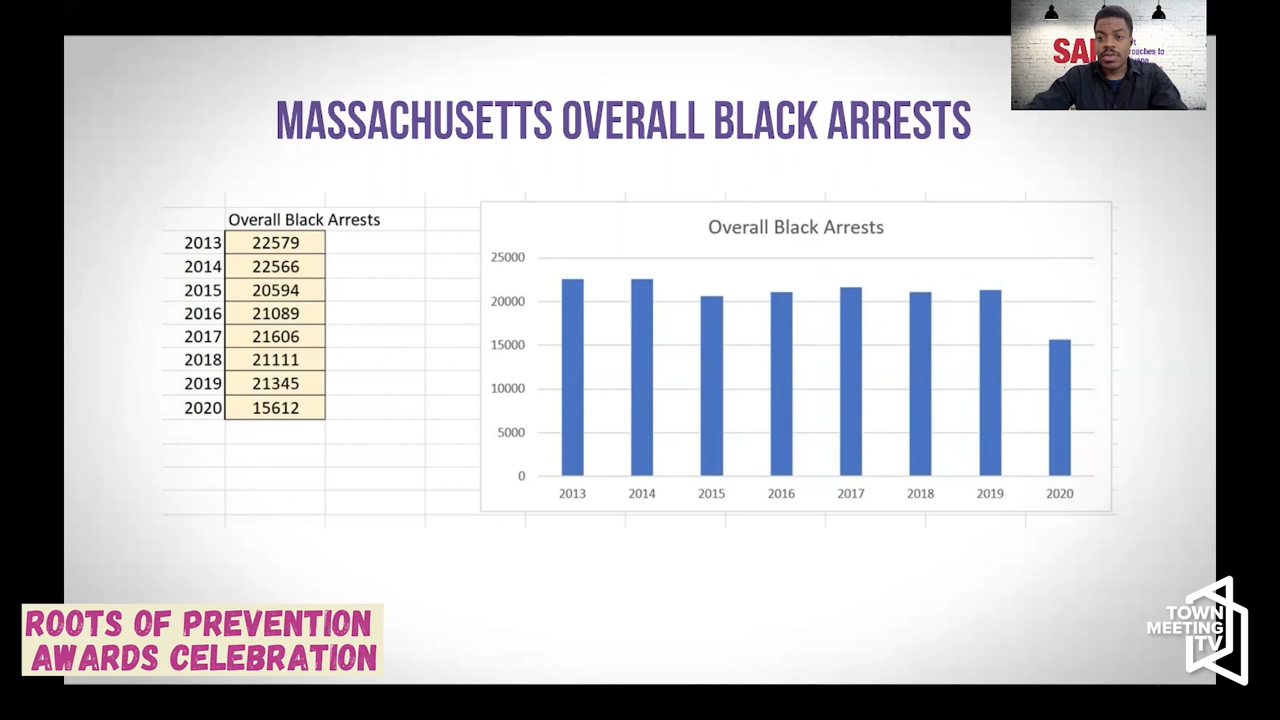 MASSACHUSETTS OVERALL BLACK ARRESTS
Overall Black Arrests
2013 22579
2014 22566
2015 20594
2016 21089
2017 21606
2018 21111
2019 21345
2020 15612
Overall Black Arrests
25000
20000
15000
10000
5000
0
2013 2014 2015 2016 2017 2018 2019 2020
ROOTS OF PREVENTION
AWARDS CELEBRATION
TOWN
MEETING
TV